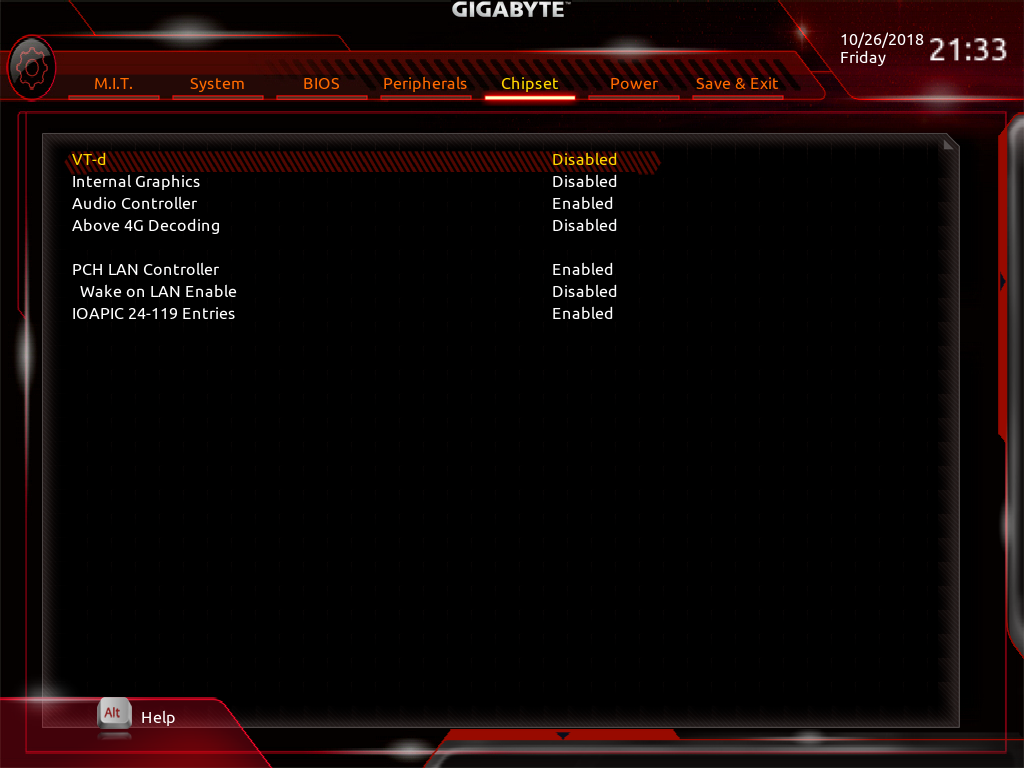 GIGABYTE™
10/26/2018 21:33
Friday
M.I.T. System BIOS Peripherals Chipset Power Save & Exit
VT-d Disabled
Internal Graphics Disabled
Audio Controller Enabled
Above 4G Decoding Disabled
PCH LAN Controller Enabled
Wake on LAN Enable Disabled
IOAPIC 24-119 Entries Enabled
Alt Help